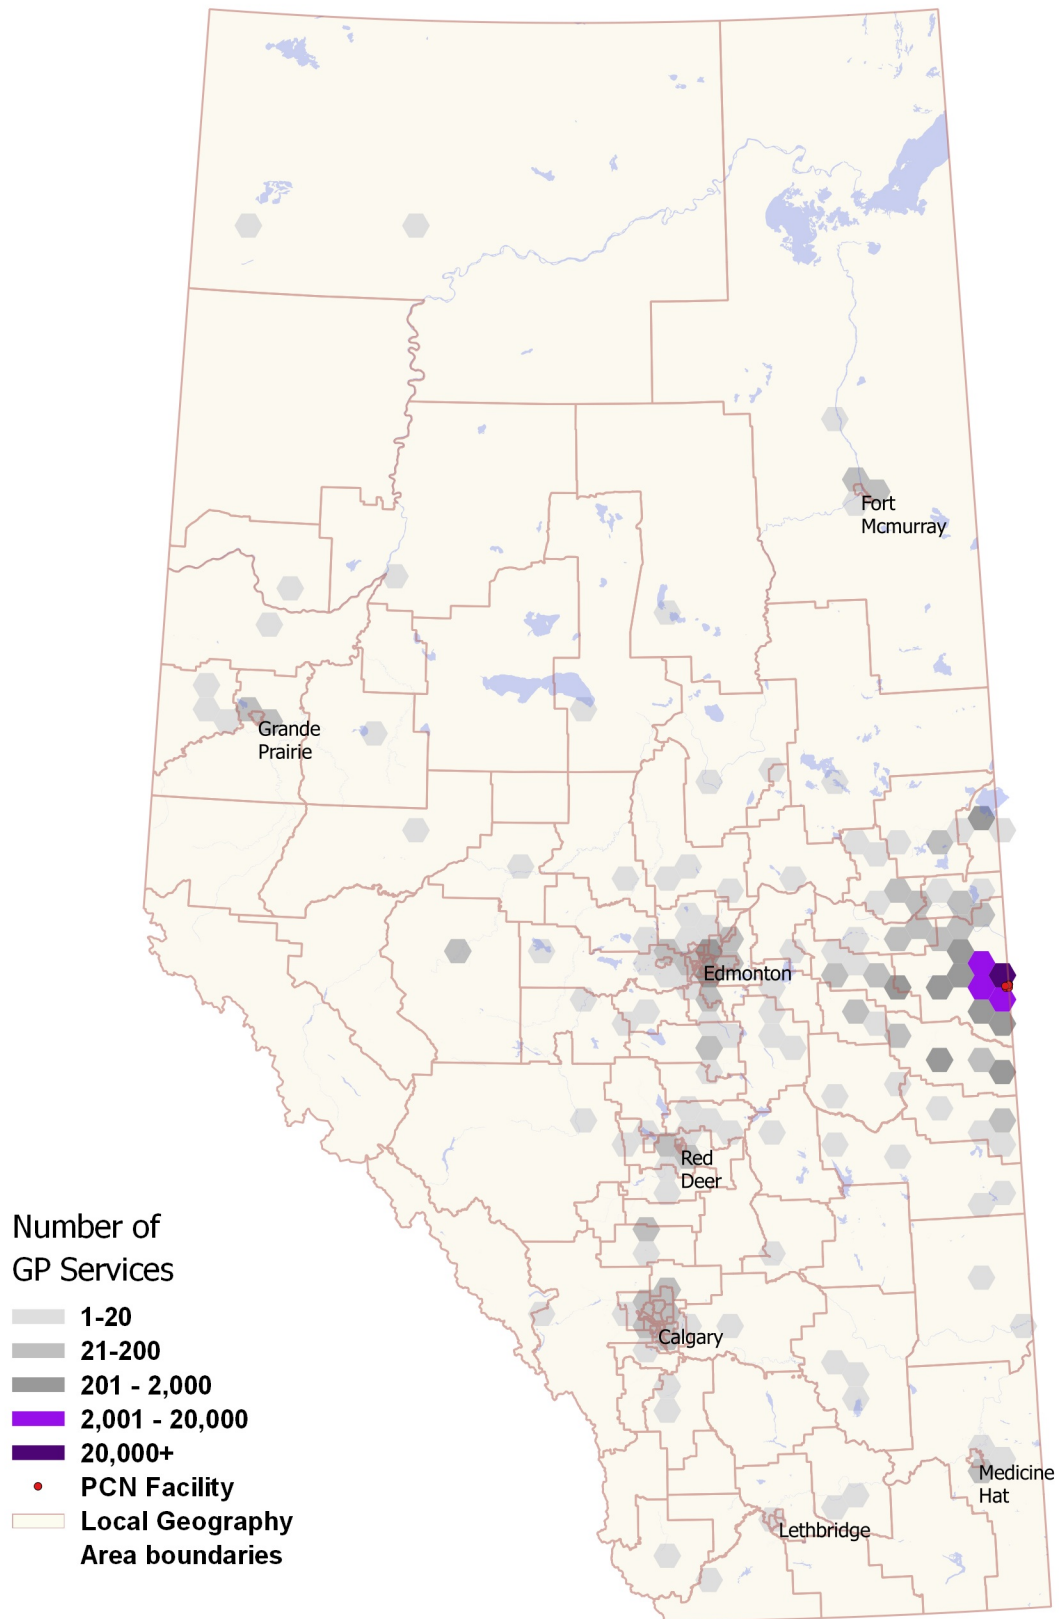 Fort
Mcmurray
Grande
Prairie
Edmonton
Red
Deer
Calgary
Medicine
Hat
Lethbridge
Number of
GP Services
1-20
21-200
201 - 2,000
2,001 - 20,000
20,000+
PCN Facility
Local Geography
Area boundaries